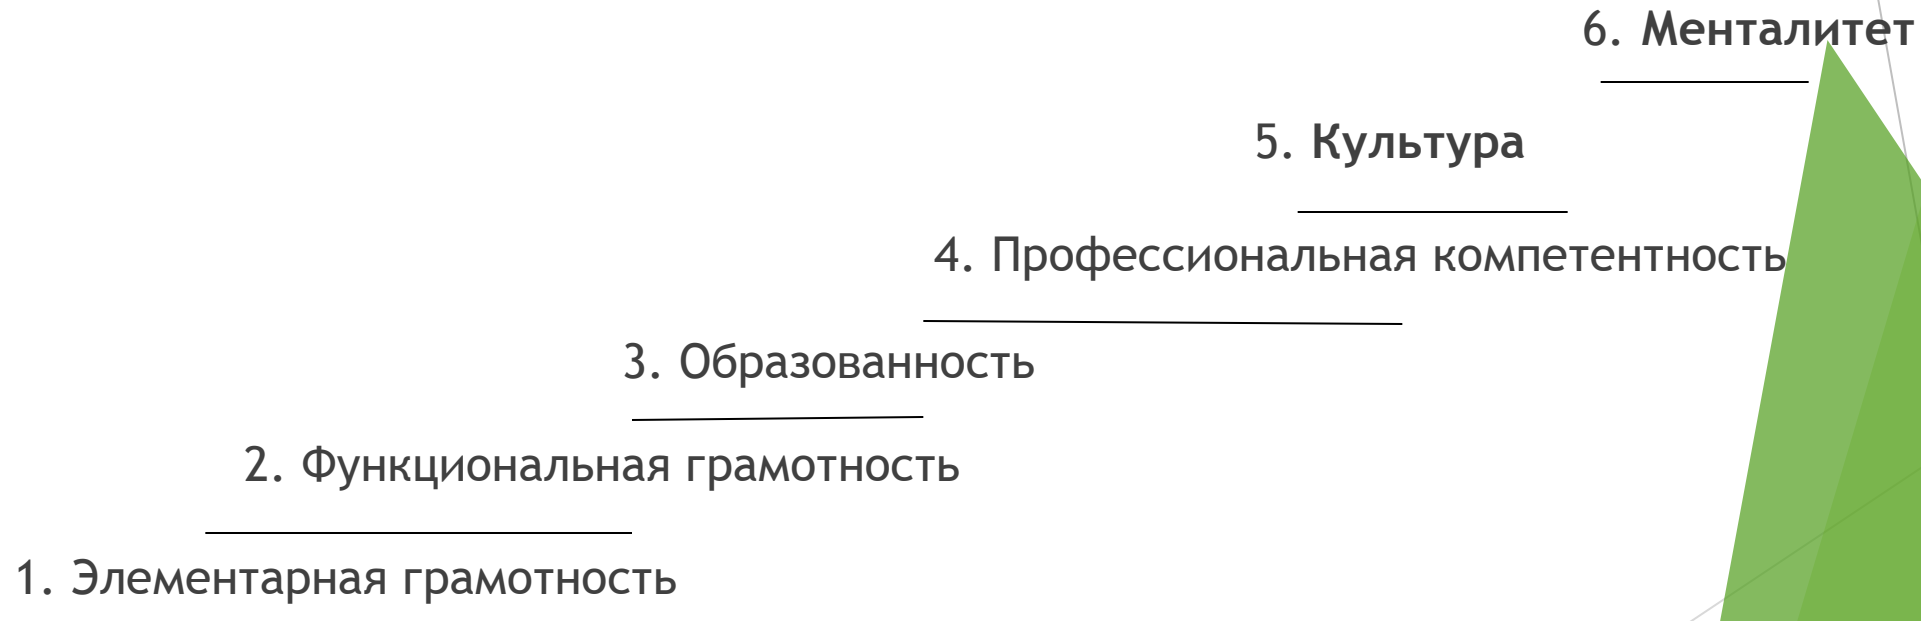 6. Менталитет
5. Культура
4. Профессиональная компетентность
3. Образованность
2. Функциональная грамотность
1. Элементарная грамотность